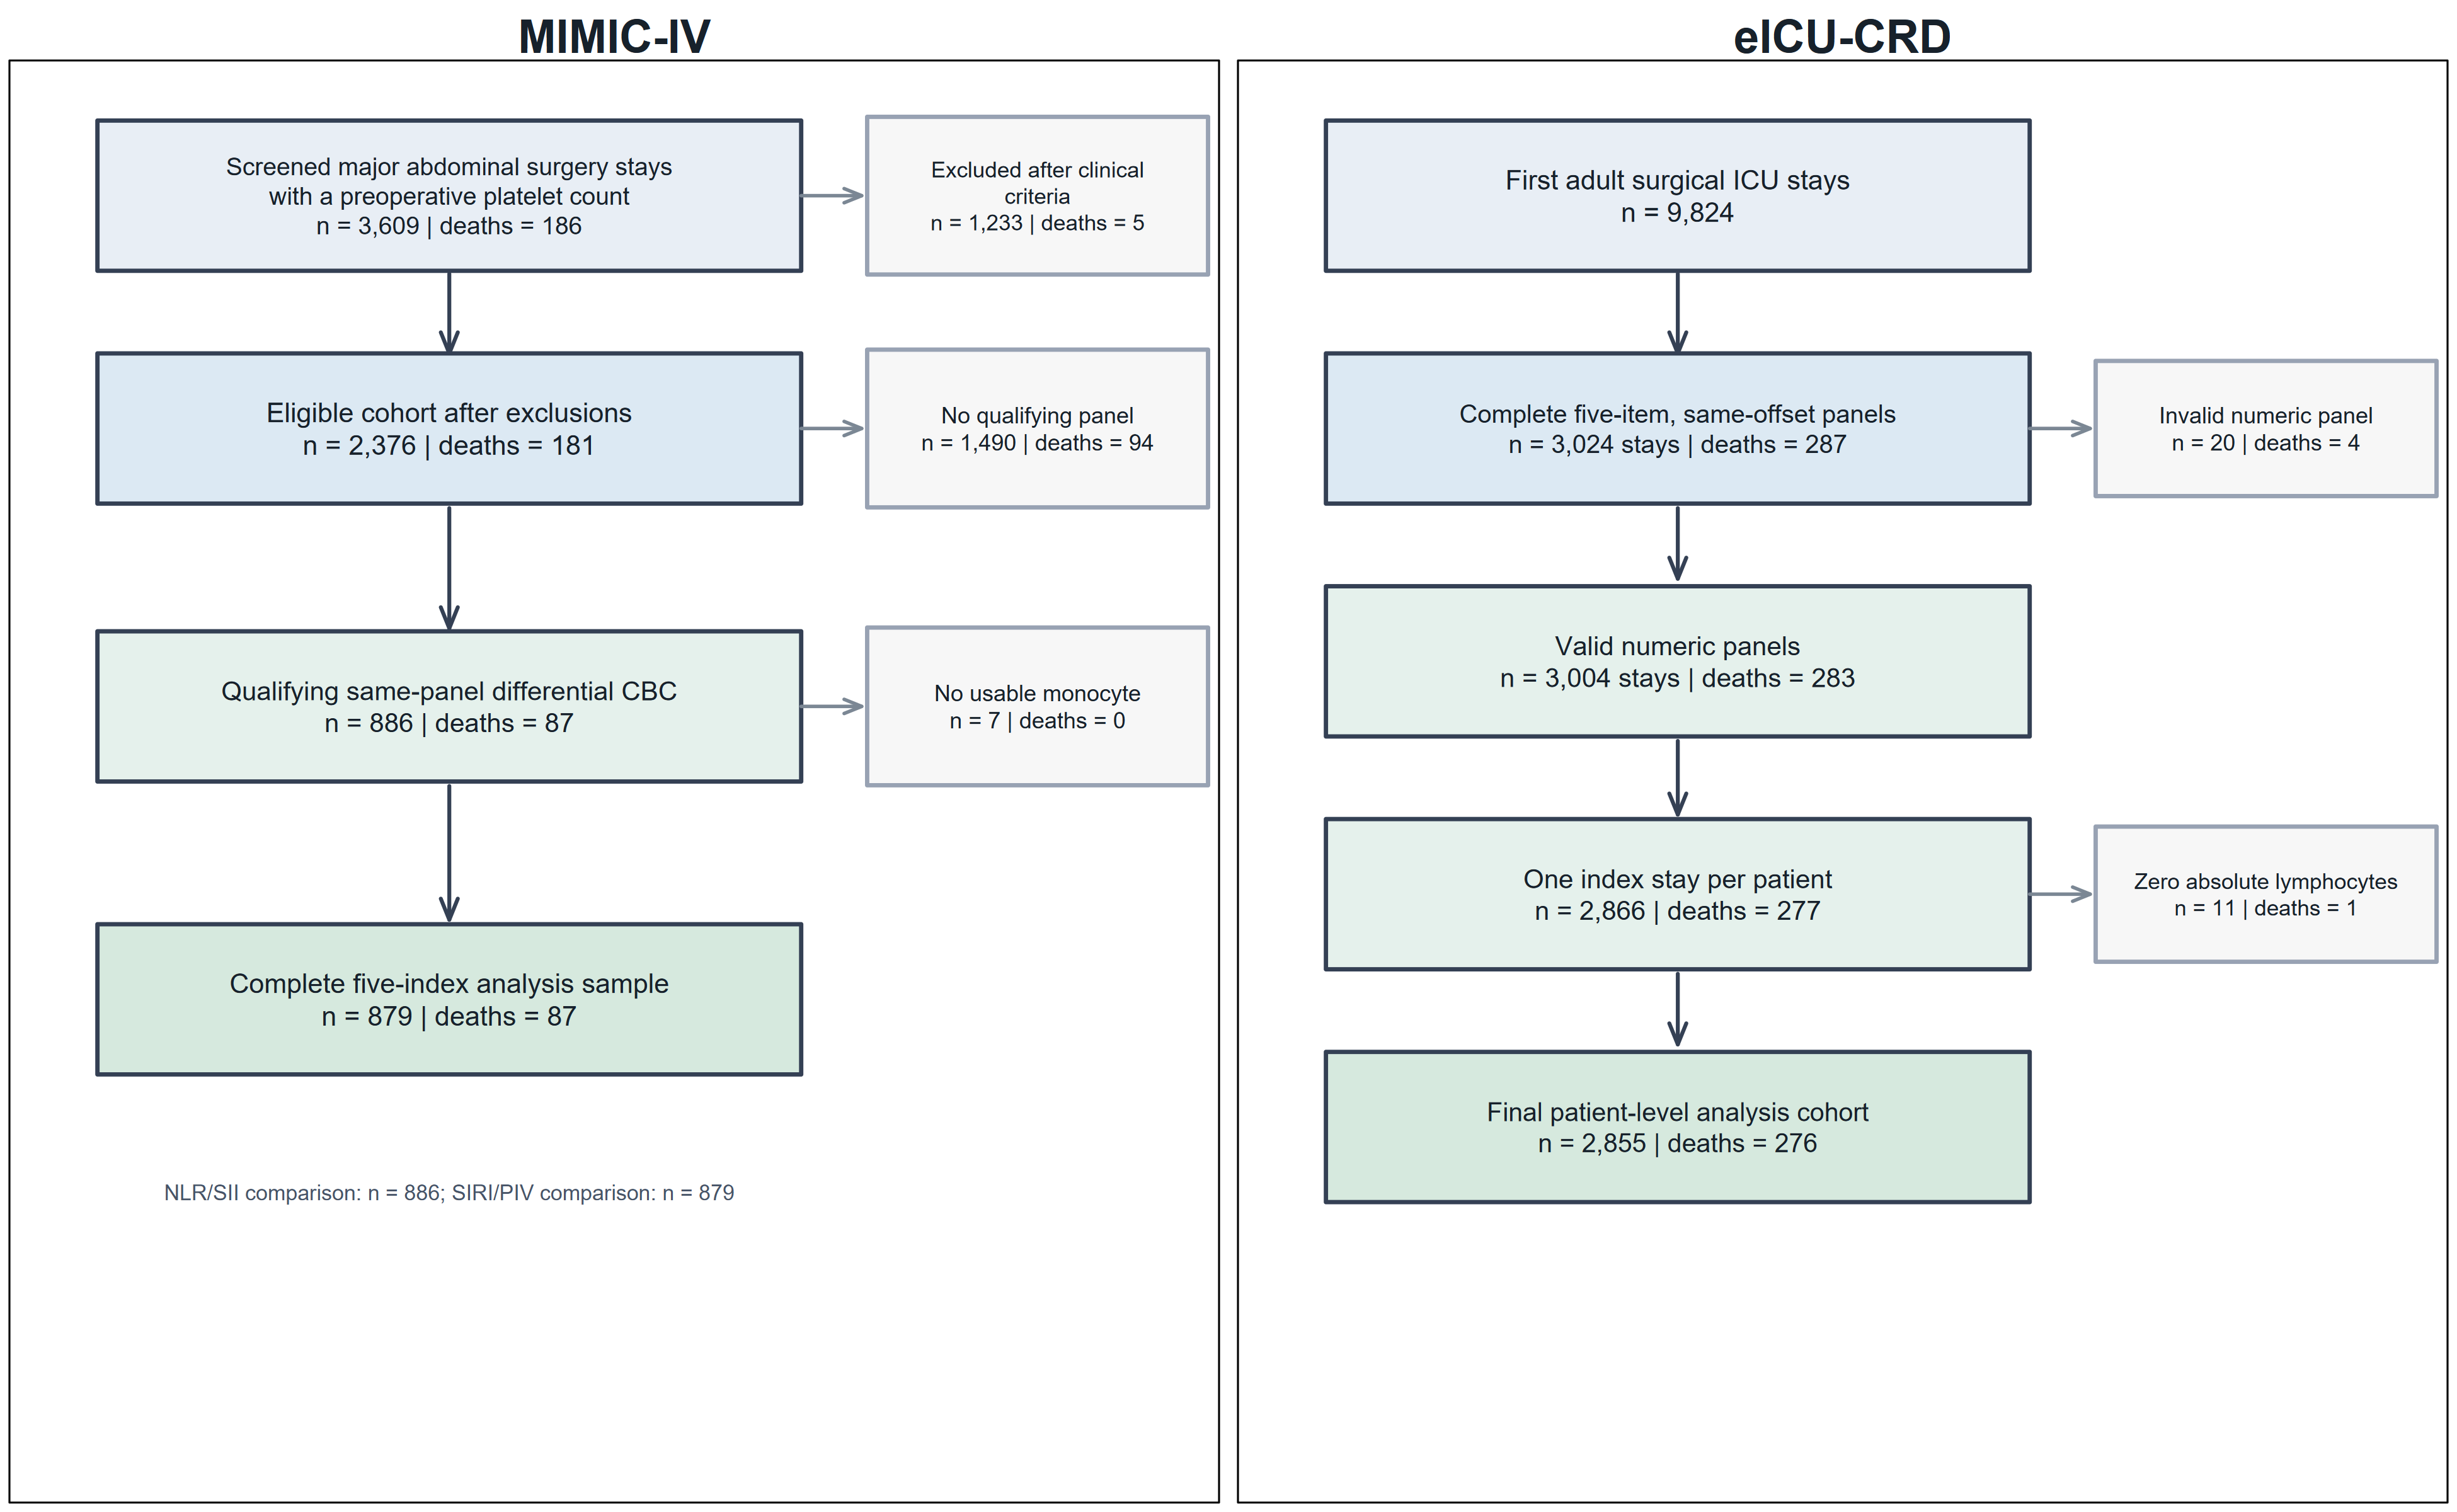 MIMIC-IV
Screened major abdominal surgery stays
with a preoperative platelet count
n = 3,609 | deaths = 186
Excluded after clinical
criteria
n = 1,233 | deaths = 5
Eligible cohort after exclusions
n = 2,376 | deaths = 181
No qualifying panel
n = 1,490 | deaths = 94
Qualifying same-panel differential CBC
n = 886 | deaths = 87
No usable monocyte
n = 7 | deaths = 0
Complete five-index analysis sample
n = 879 | deaths = 87
NLR/SII comparison: n = 886; SIRI/PIV comparison: n = 879
eICU-CRD
First adult surgical ICU stays
n = 9,824
Complete five-item, same-offset panels
n = 3,024 stays | deaths = 287
Invalid numeric panel
n = 20 | deaths = 4
Valid numeric panels
n = 3,004 stays | deaths = 283
One index stay per patient
n = 2,866 | deaths = 277
Zero absolute lymphocytes
n = 11 | deaths = 1
Final patient-level analysis cohort
n = 2,855 | deaths = 276